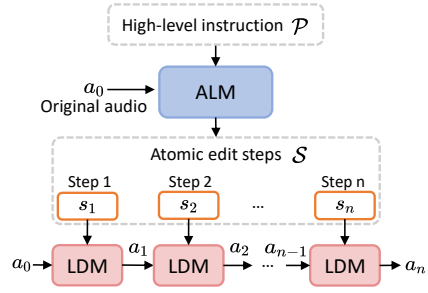 High-level instruction 𝒫
a₀
Original audio
ALM
Atomic edit steps 𝒮
Step 1 Step 2 Step n
s₁ s₂ ... sₙ
a₀ LDM a₁ LDM a₂ ... aₙ₋₁ LDM aₙ